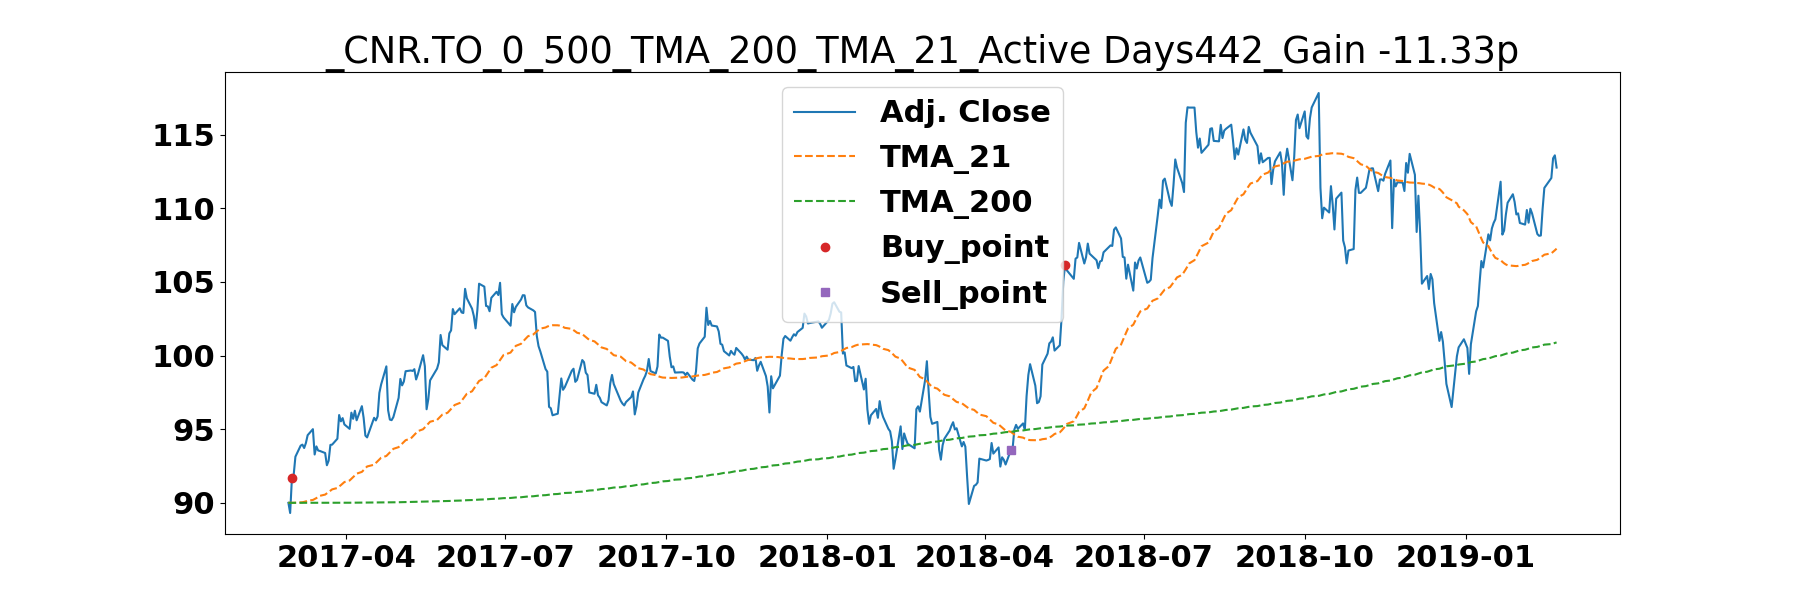 _CNR.TO_0_500_TMA_200_TMA_21_Active Days442_Gain -11.33p
Adj. Close
TMA_21
TMA_200
Buy_point
Sell_point
115
110
105
100
95
90
2017-04 2017-07 2017-10 2018-01 2018-04 2018-07 2018-10 2019-01